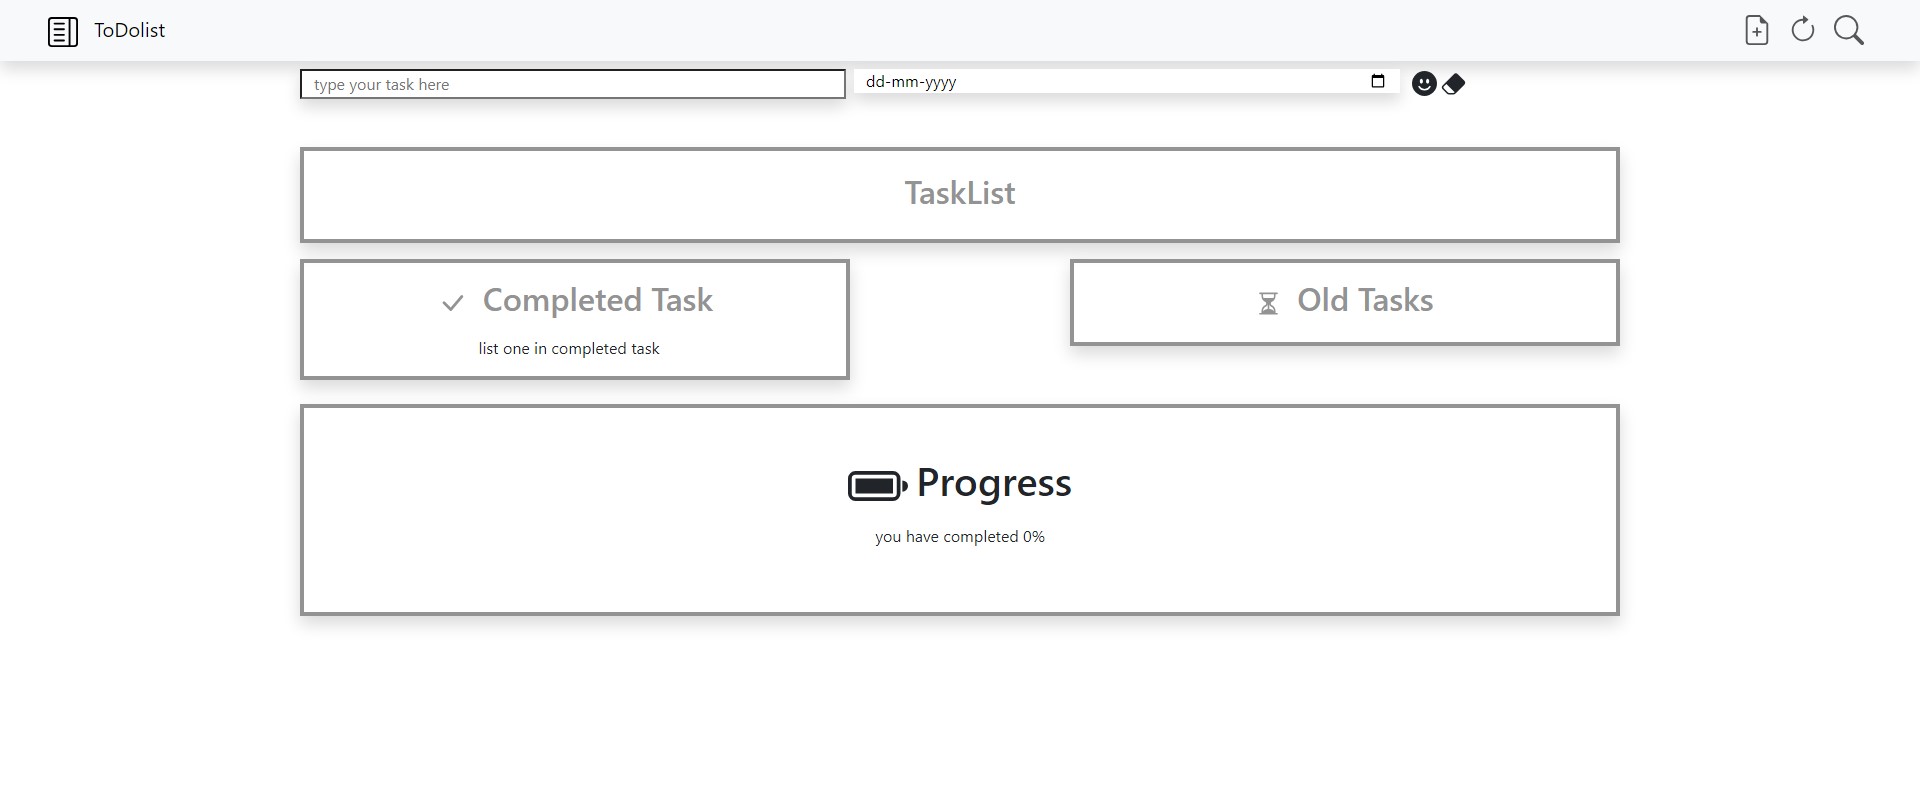 ToDolist
type your task here
dd-mm-yyyy
TaskList
Completed Task
list one in completed task
Old Tasks
Progress
you have completed 0%